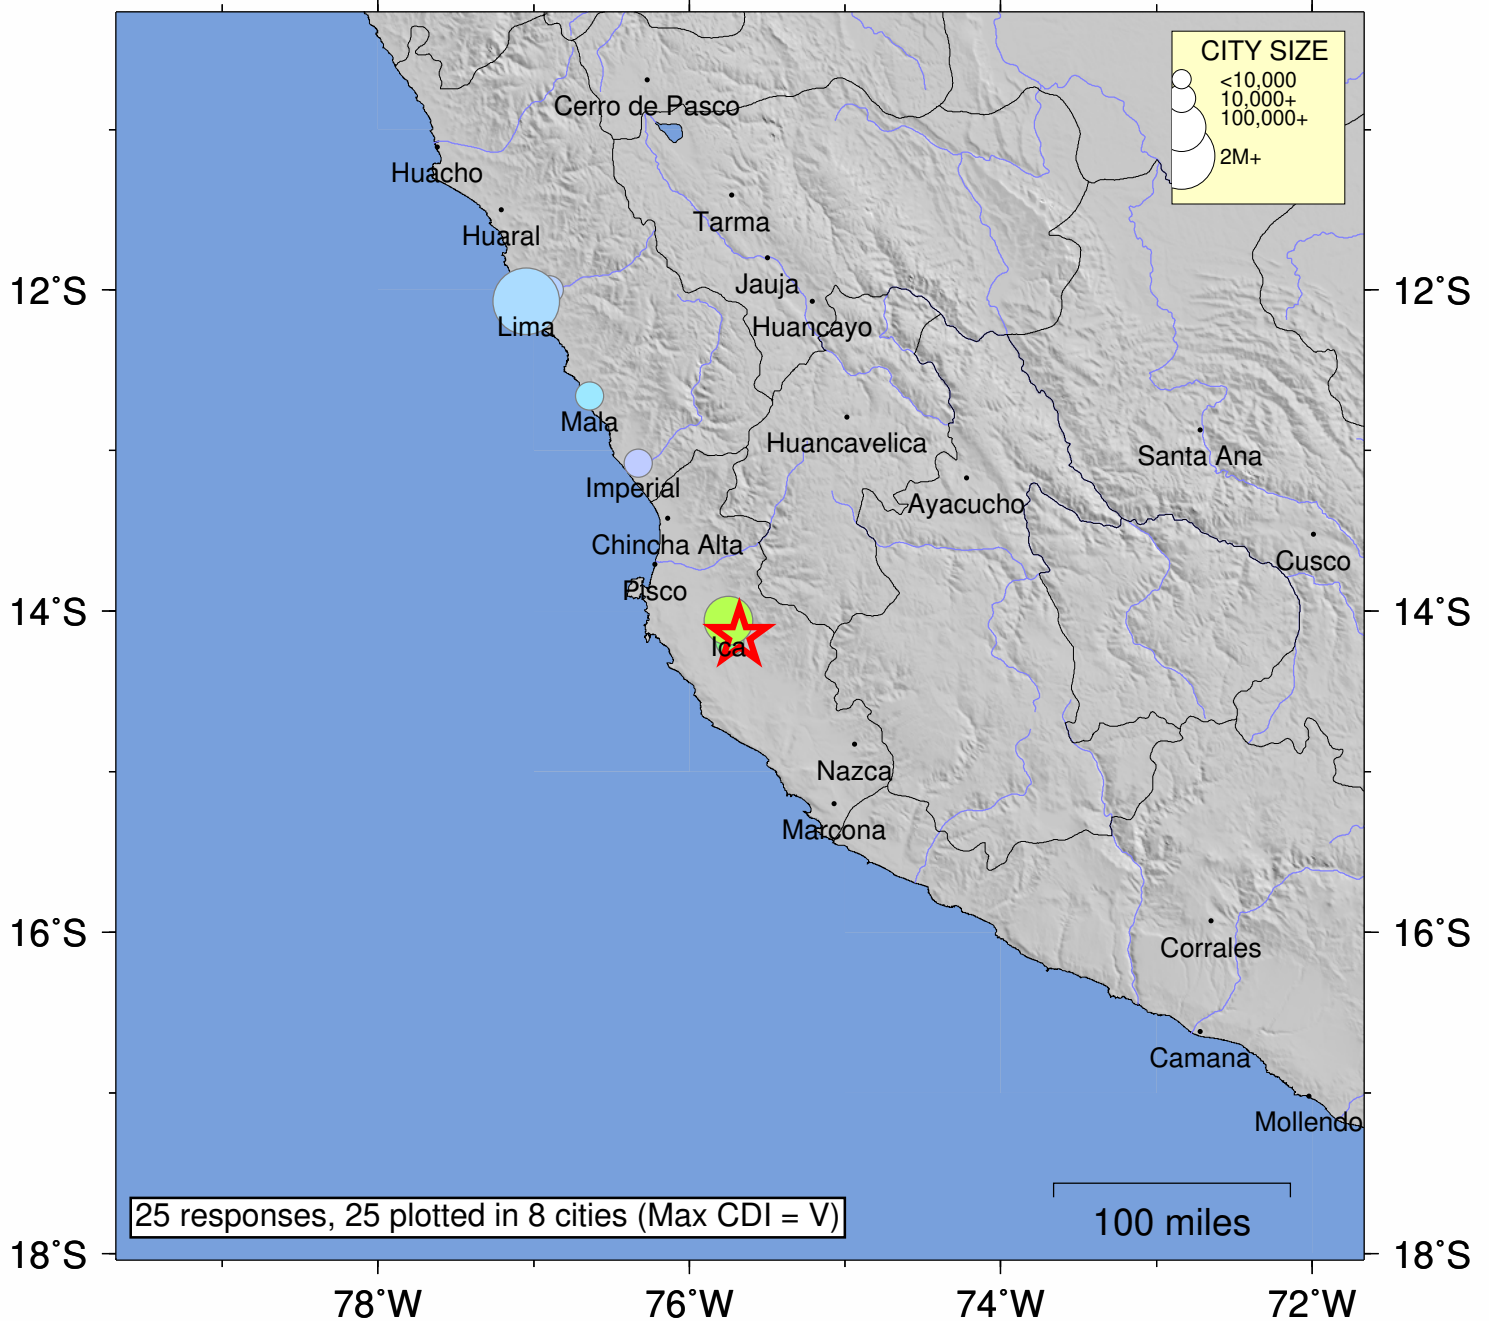 CITY SIZE
<10,000
10,000+
100,000+
2M+
Cerro de Pasco
Huacho
Tarma
Huaral
Jauja
12˚S
12˚S
Huancayo
Lima
Mala
Huancavelica
Santa Ana
Imperial
Ayacucho
Chincha Alta
Cusco
Pisco
14˚S
14˚S
Ica
Nazca
Marcona
16˚S
16˚S
Corrales
Camana
Mollendo
25 responses, 25 plotted in 8 cities (Max CDI = V)
100 miles
18˚S
18˚S
78˚W
76˚W
74˚W
72˚W